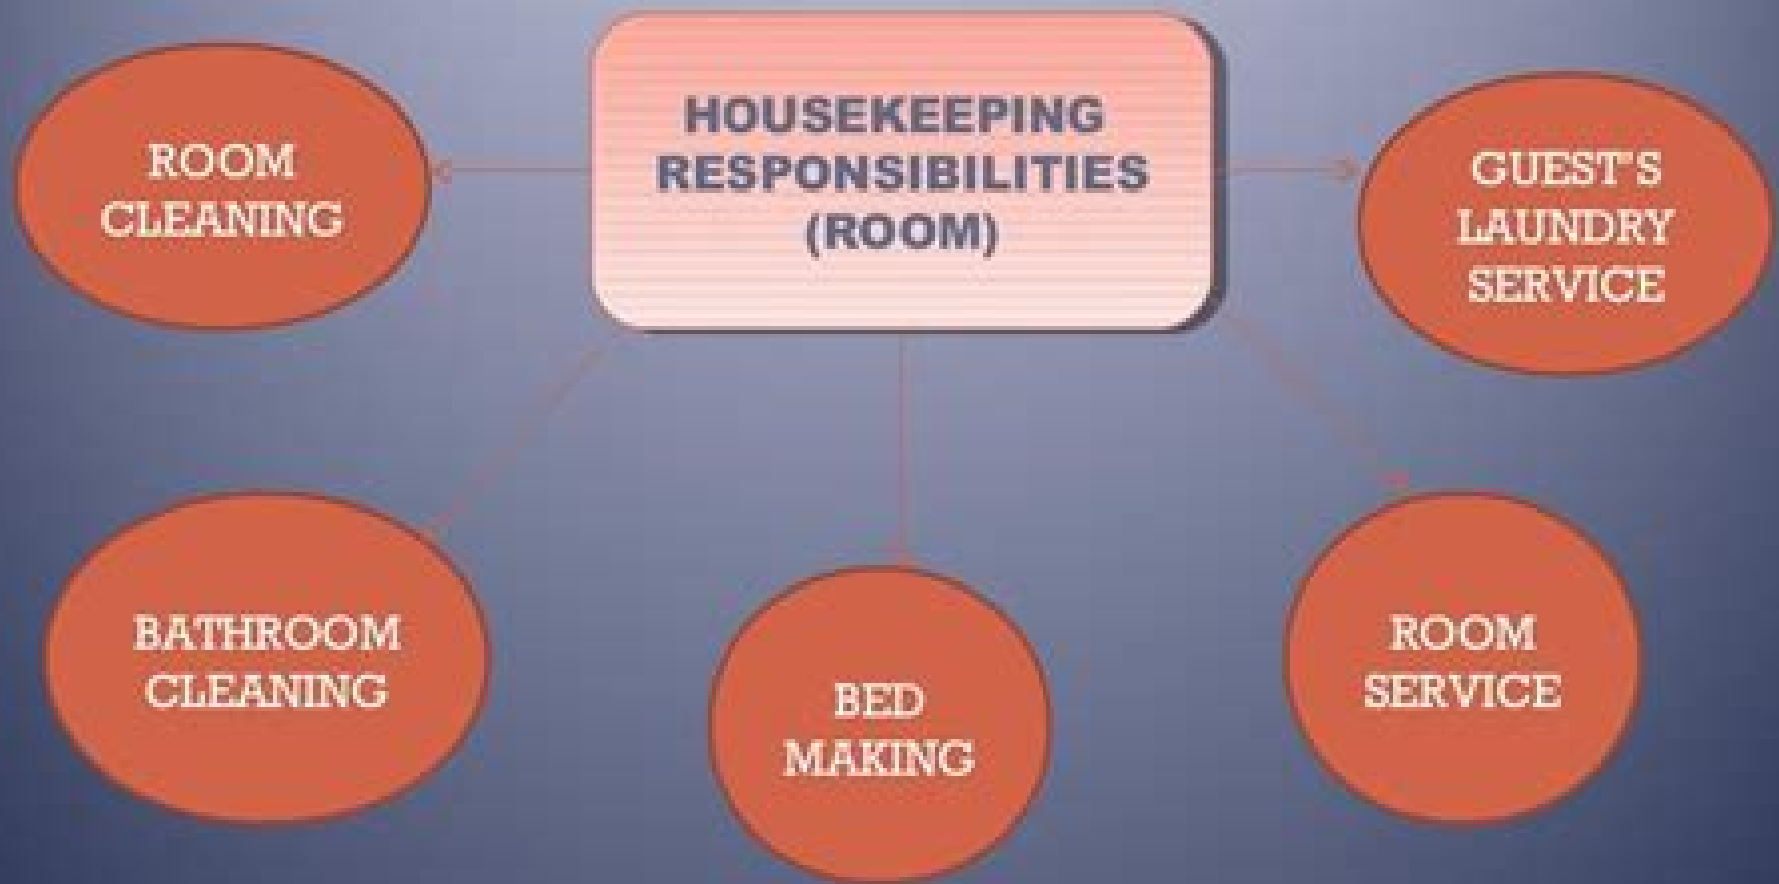 HOUSEKEEPING
RESPONSIBILITIES
(ROOM)
ROOM
CLEANING
GUEST'S
LAUNDRY
SERVICE
BATHROOM
CLEANING
BED
MAKING
ROOM
SERVICE